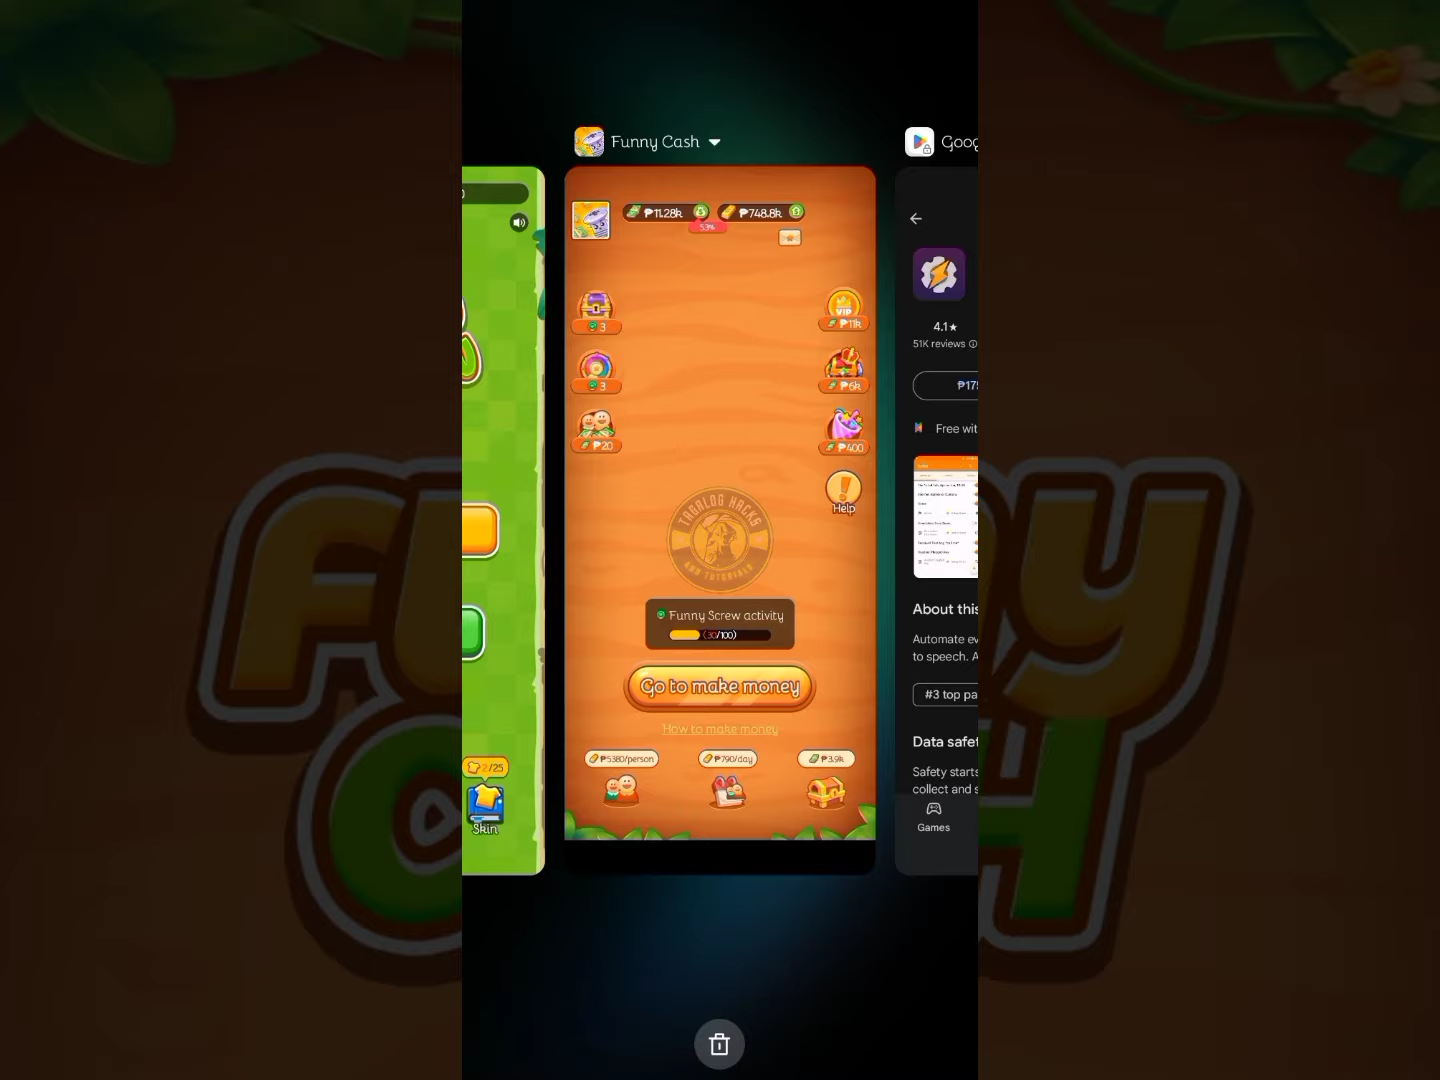 Funny Cash
Goog
₱11.28k
₱748.8k
53%
4.1★
51K reviews
₱175
Free wit
3
VIP
₱11k
3
₱6k
₱20
₱400
Help
TAGALOG HACKS
AND TUTORIALS
Funny Screw activity
(30/100)
Go to make money
How to make money
₱5380/person
₱790/day
₱3.9k
2/25
Skin
About this
Automate ev
to speech. A
#3 top pa
Data safet
Safety starts
collect and s
Games